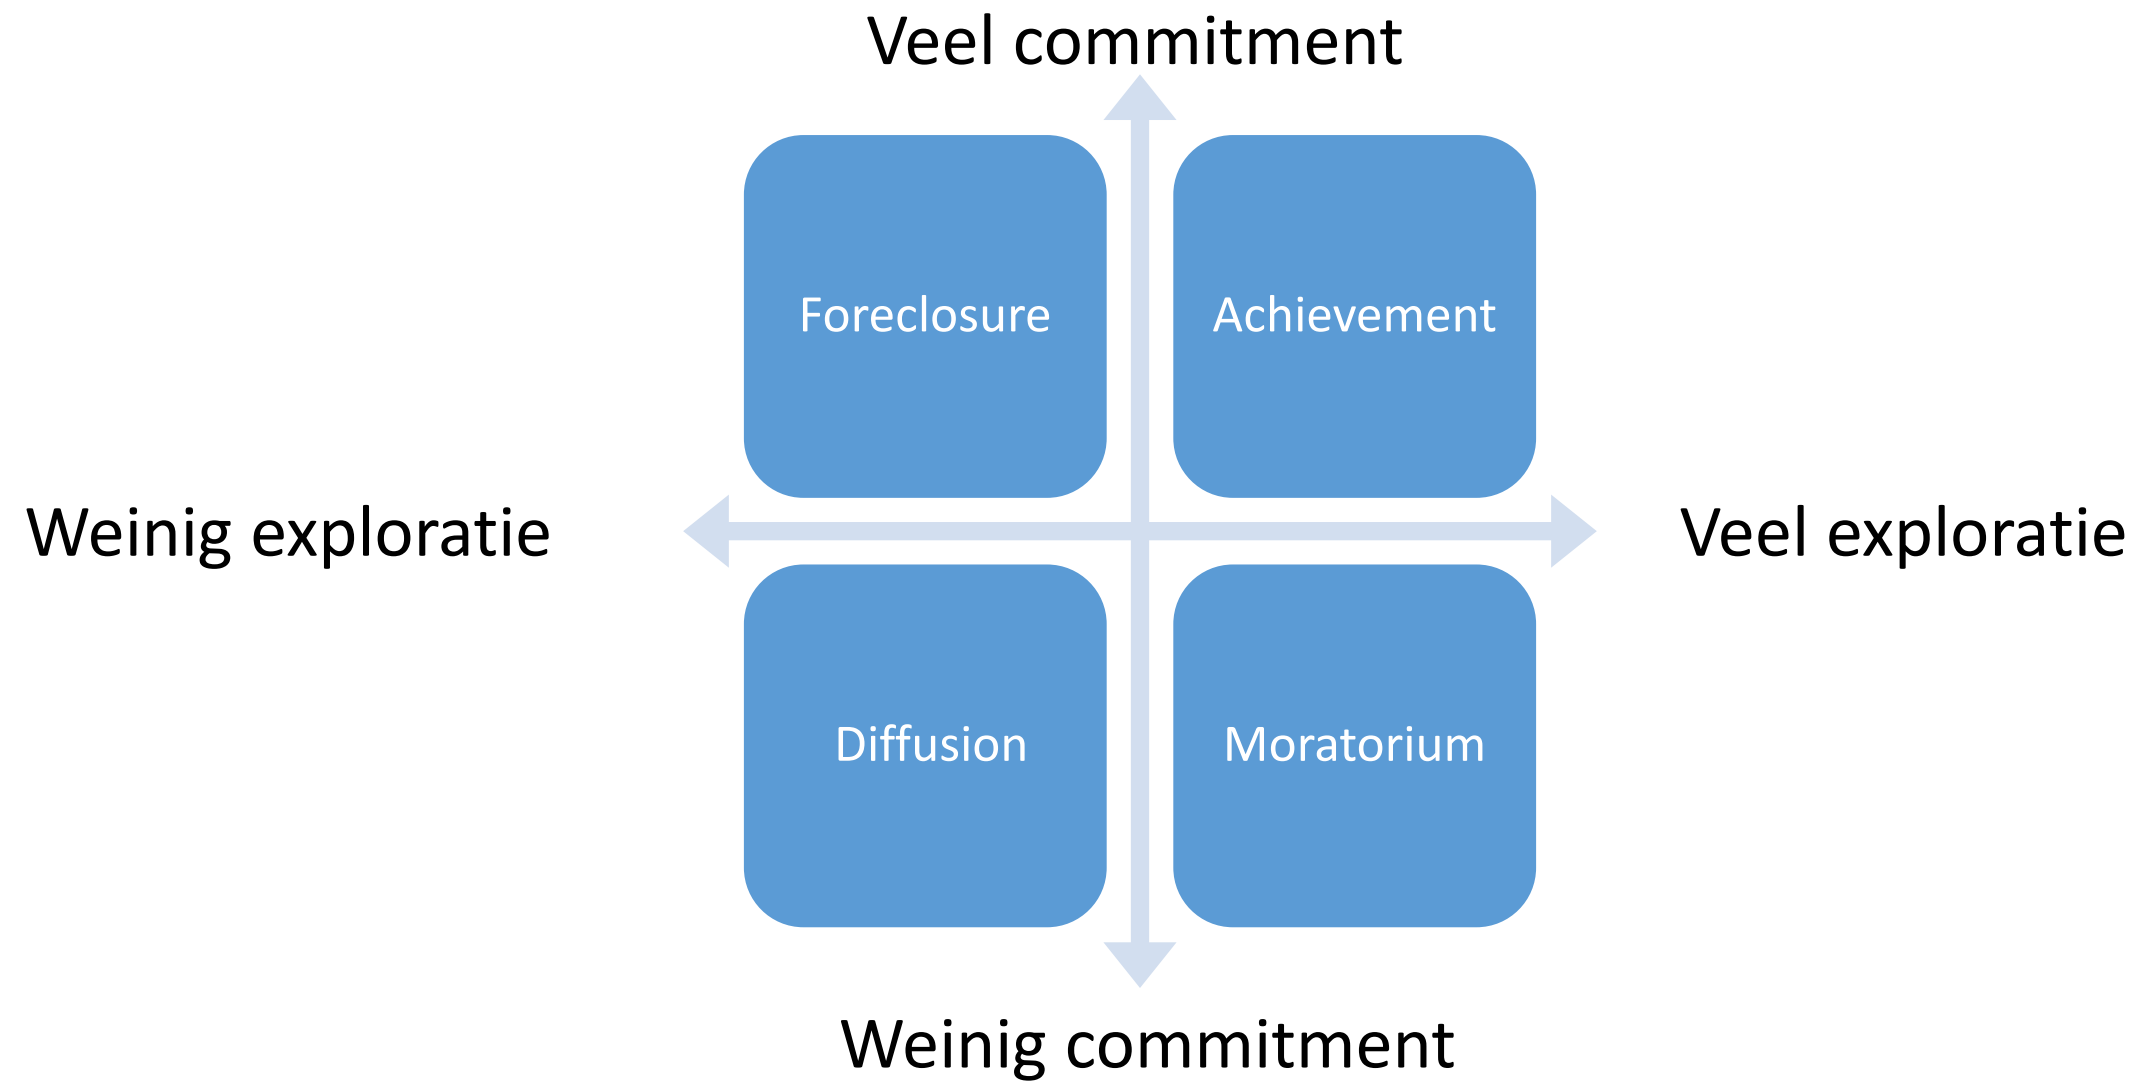 Veel commitment
Foreclosure
Achievement
Weinig exploratie
Veel exploratie
Diffusion
Moratorium
Weinig commitment